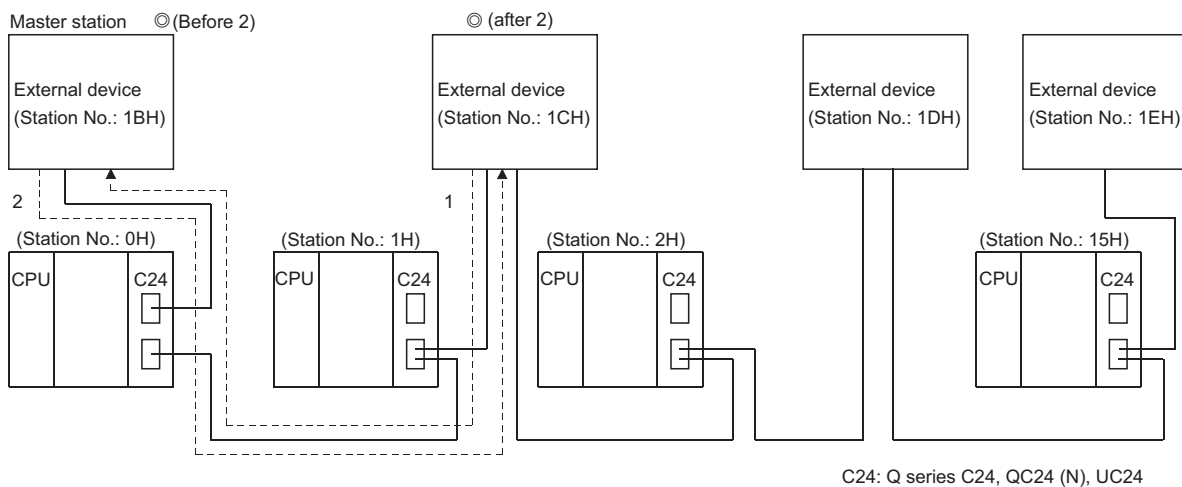 Master station ◎(Before 2) ◎ (after 2)
External device
(Station No.: 1BH)
External device
(Station No.: 1CH)
External device
(Station No.: 1DH)
External device
(Station No.: 1EH)
2
1
(Station No.: 0H)
CPU C24
(Station No.: 1H)
CPU C24
(Station No.: 2H)
CPU C24
(Station No.: 15H)
CPU C24
C24: Q series C24, QC24 (N), UC24